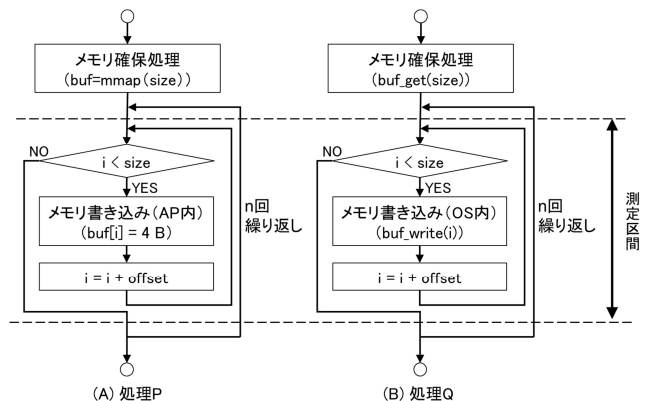 メモリ確保処理
(buf=mmap(size))
NO
i < size
YES
メモリ書き込み(AP内)
(buf[i] = 4 B)
i = i + offset
n回
繰り返し
(A) 処理P
メモリ確保処理
(buf_get(size))
NO
i < size
YES
メモリ書き込み(OS内)
(buf_write(i))
i = i + offset
n回
繰り返し
(B) 処理Q
測定区間